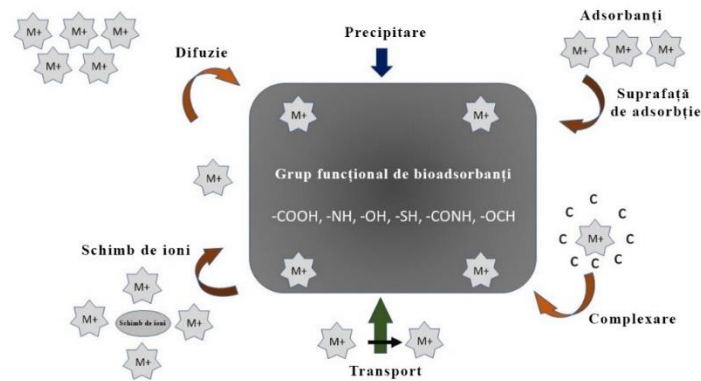 M+ M+ M+
M+ M+
Difuzie
Precipitare
Adsorbanți
M+ M+ M+
Suprafață
de adsorbție
M+ M+
M+
Grup funcțional de bioadsorbanți
-COOH, -NH, -OH, -SH, -CONH, -OCH
M+ M+
C C
C C
M+
C C
C C
Complexare
Schimb de ioni
M+
M+ Schimb de ioni M+
M+
M+ M+
Transport